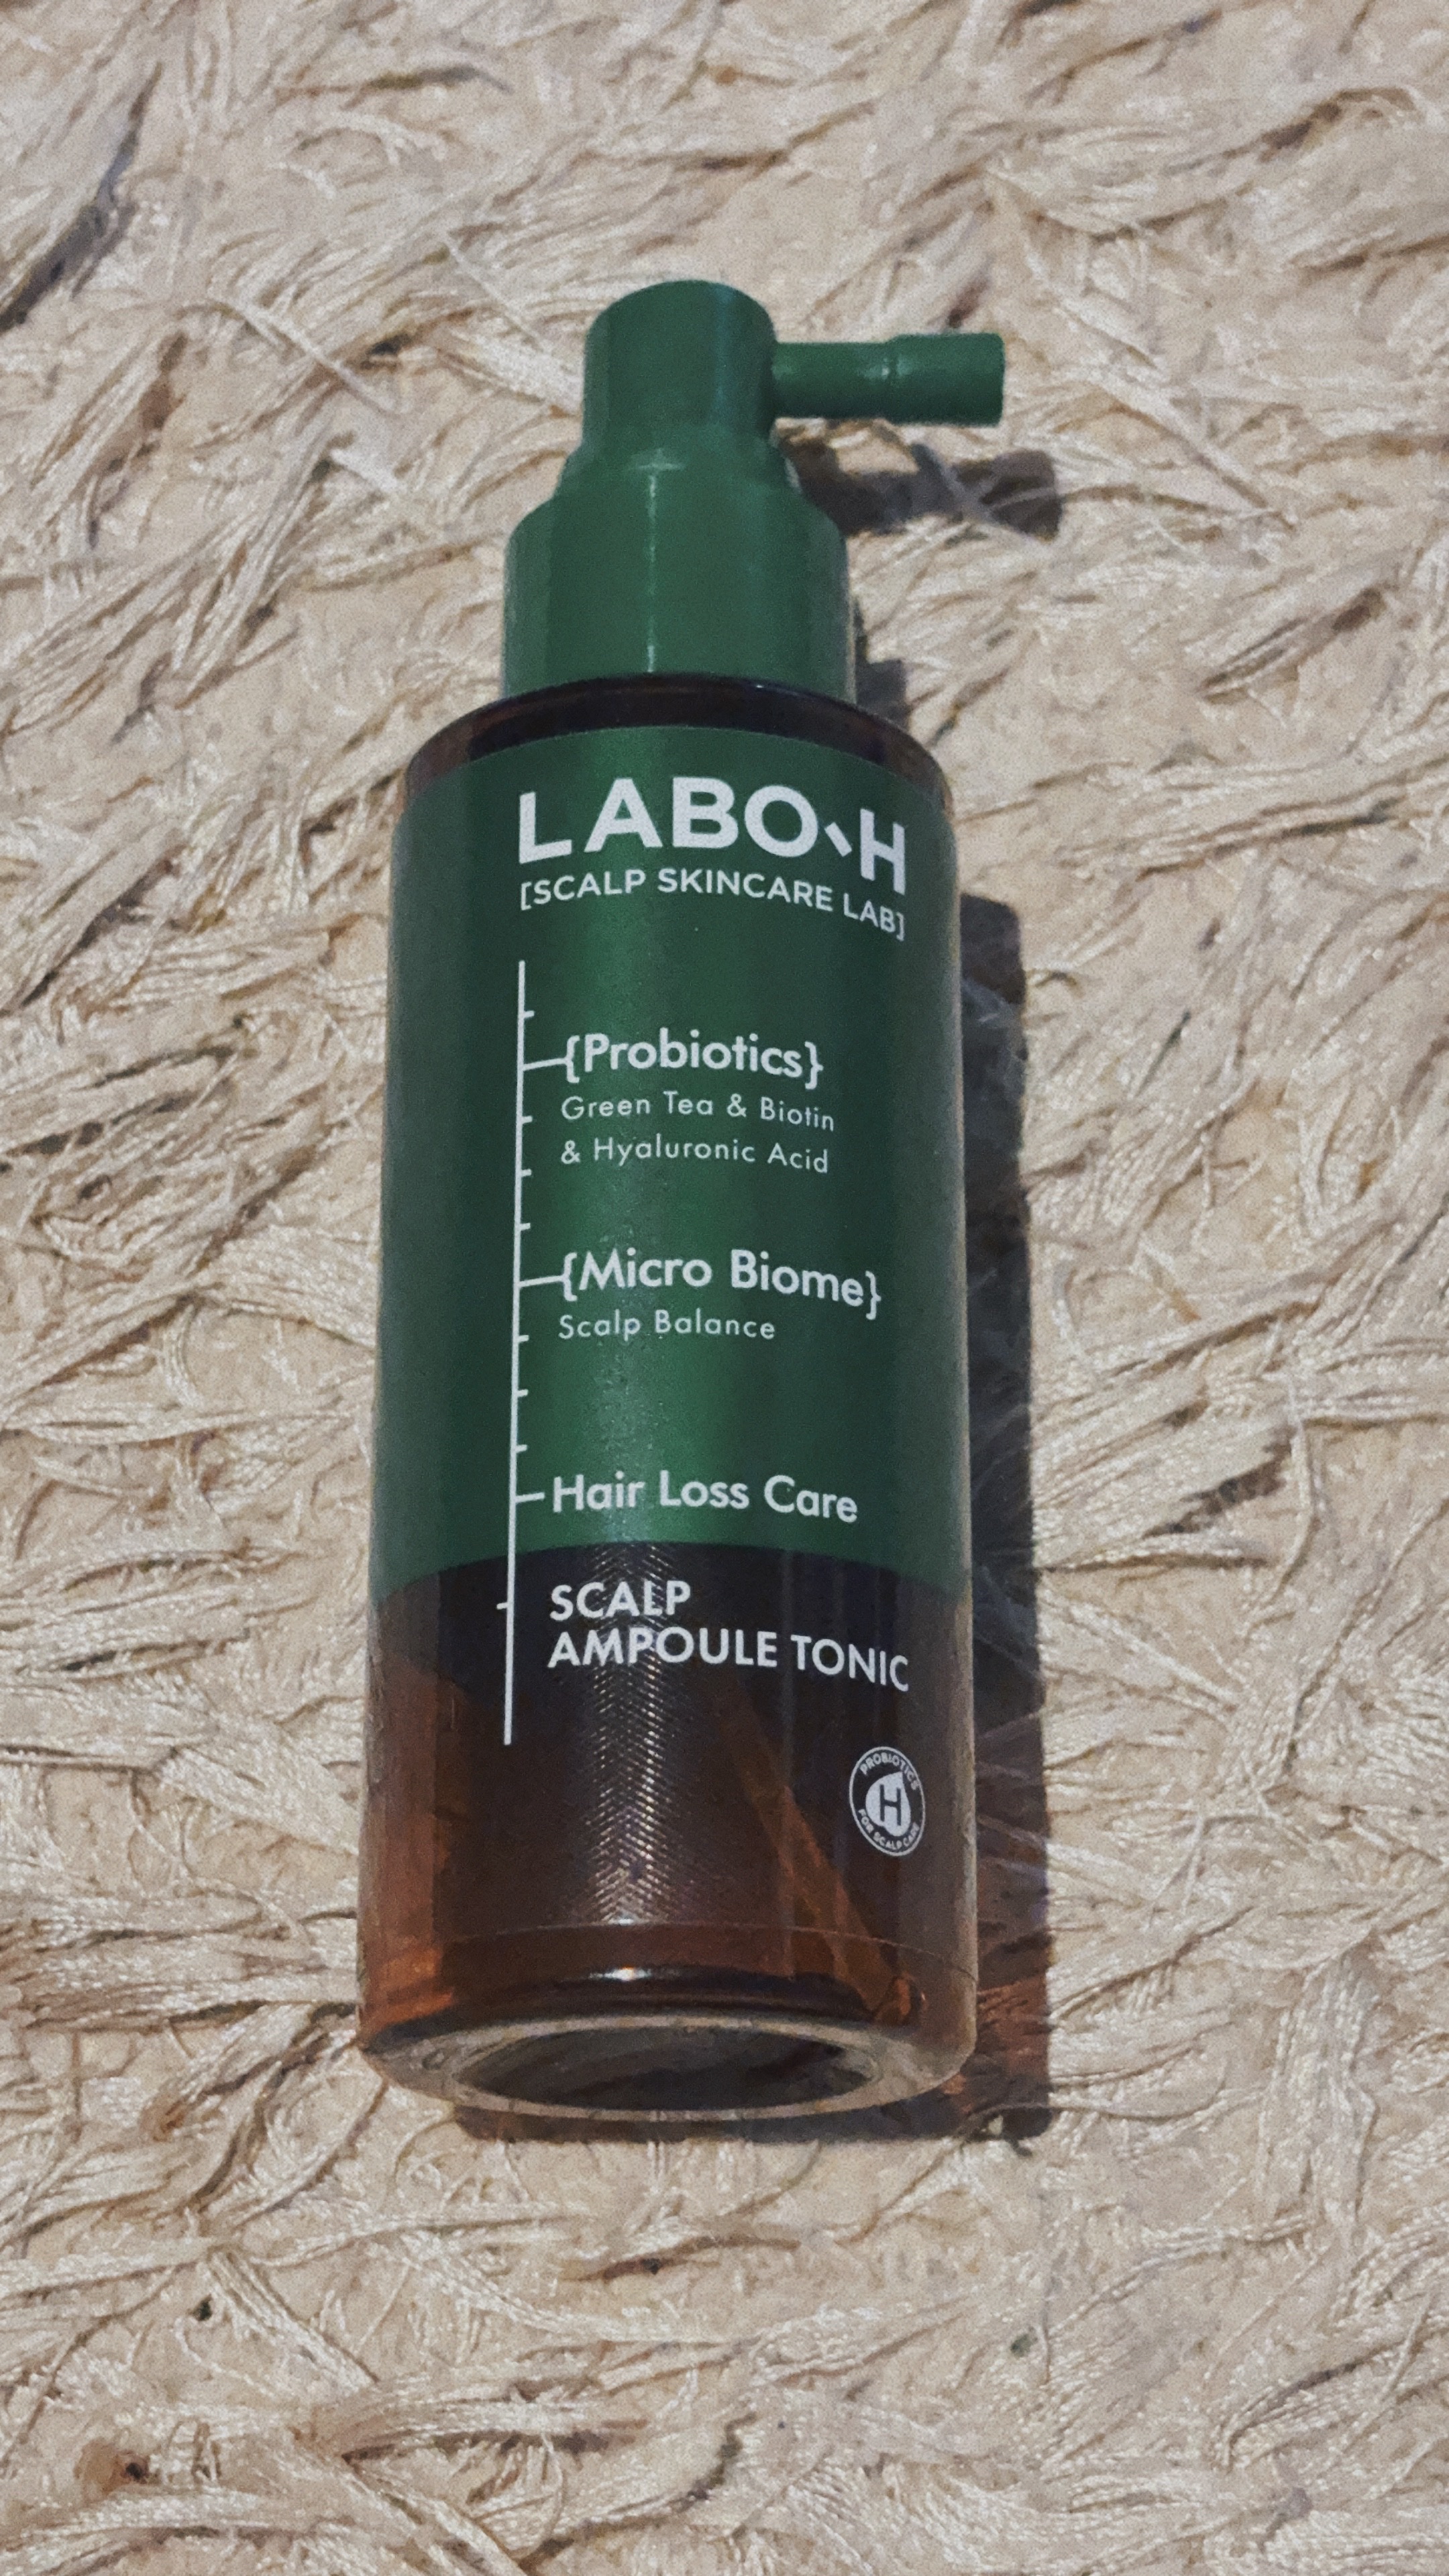 LABO-H
[SCALP SKINCARE LAB]
{Probiotics}
Green Tea & Biotin
& Hyaluronic Acid
{Micro Biome}
Scalp Balance
Hair Loss Care
SCALP
AMPOULE TONIC
PROBIOTICS
H
FOR SCALP CARE